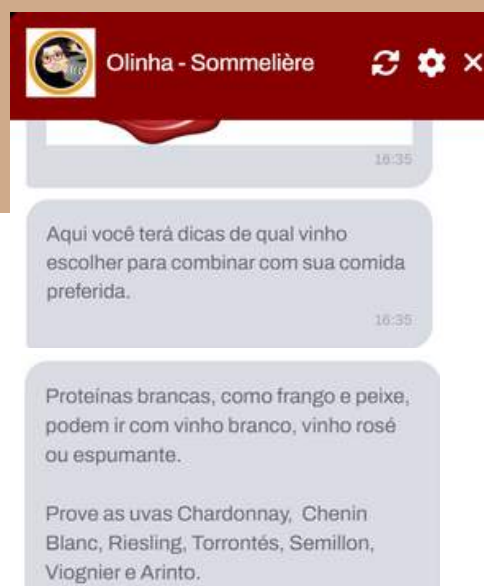 Olinha - Sommelière
16:35
Aqui você terá dicas de qual vinho
escolher para combinar com sua comida
preferida.
16:35
Proteínas brancas, como frango e peixe,
podem ir com vinho branco, vinho rosé
ou espumante.
Prove as uvas Chardonnay, Chenin
Blanc, Riesling, Torrontés, Semillon,
Viognier e Arinto.